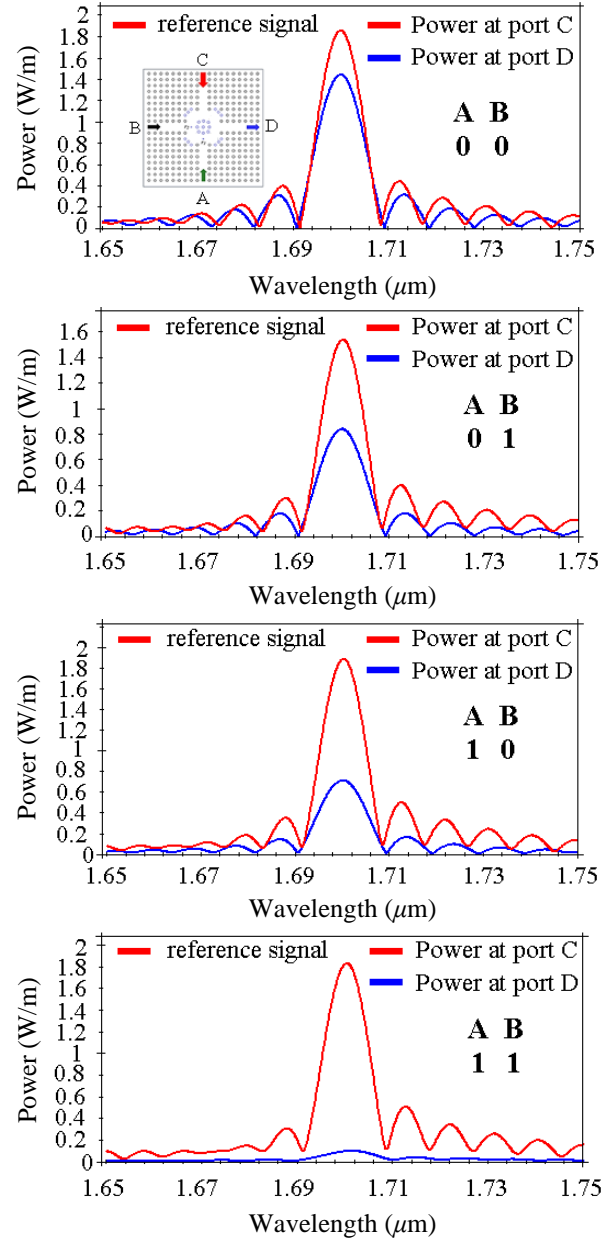 reference signal Power at port C
Power at port D
C
B D
A
A B
0 0
Power (W/m)
2
1.8
1.6
1.4
1.2
1
0.8
0.6
0.4
0.2
0
1.65 1.67 1.69 1.71 1.73 1.75
Wavelength (μm)
reference signal Power at port C
Power at port D
A B
0 1
Power (W/m)
1.6
1.4
1.2
1
0.8
0.6
0.4
0.2
0
1.65 1.67 1.69 1.71 1.73 1.75
Wavelength (μm)
reference signal Power at port C
Power at port D
A B
1 0
Power (W/m)
2
1.8
1.6
1.4
1.2
1
0.8
0.6
0.4
0.2
0
1.65 1.67 1.69 1.71 1.73 1.75
Wavelength (μm)
reference signal Power at port C
Power at port D
A B
1 1
Power (W/m)
2
1.8
1.6
1.4
1.2
1
0.8
0.6
0.4
0.2
0
1.65 1.67 1.69 1.71 1.73 1.75
Wavelength (μm)